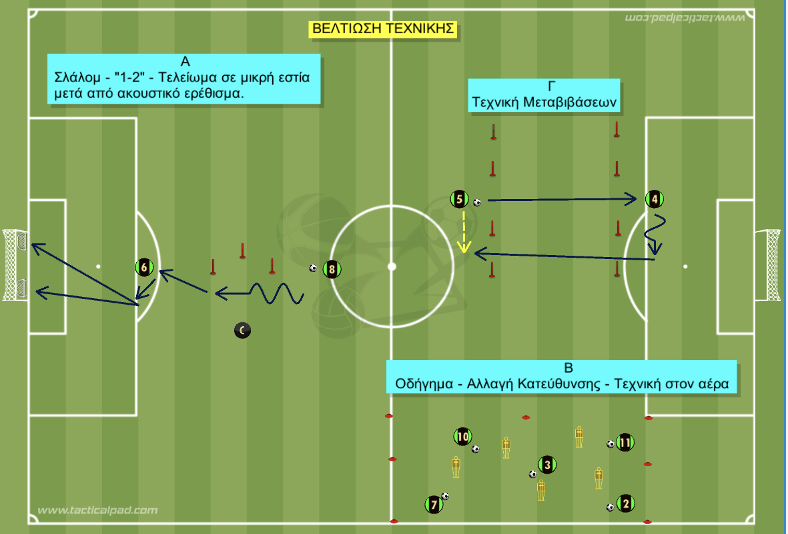 ΒΕΛΤΙΩΣΗ ΤΕΧΝΙΚΗΣ
www.tacticalpad.com
Α
Σλάλομ - "1-2" - Τελείωμα σε μικρή εστία
μετά από ακουστικό ερέθισμα.
Γ
Τεχνική Μεταβιβάσεων
5
4
6
8
C
Β
Οδήγημα - Αλλαγή Κατεύθυνσης - Τεχνική στον αέρα
10
11
3
7
2
www.tacticalpad.com